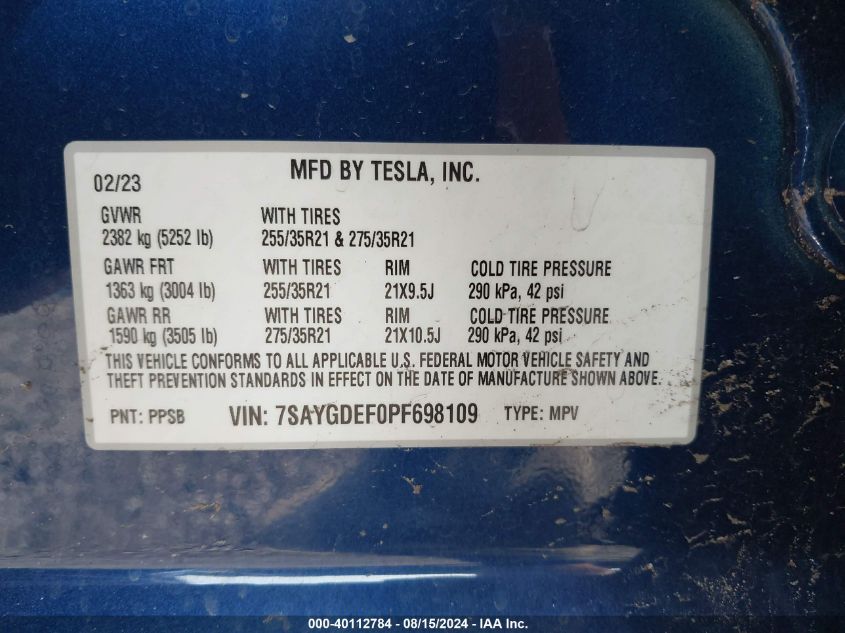 MFD BY TESLA, INC.
02/23
GVWR WITH TIRES
2382 kg (5252 lb) 255/35R21 & 275/35R21
GAWR FRT WITH TIRES RIM COLD TIRE PRESSURE
1363 kg (3004 lb) 255/35R21 21X9.5J 290 kPa, 42 psi
GAWR RR WITH TIRES RIM COLD TIRE PRESSURE
1590 kg (3505 lb) 275/35R21 21X10.5J 290 kPa, 42 psi
THIS VEHICLE CONFORMS TO ALL APPLICABLE U.S. FEDERAL MOTOR VEHICLE SAFETY AND
THEFT PREVENTION STANDARDS IN EFFECT ON THE DATE OF MANUFACTURE SHOWN ABOVE.
PNT: PPSB VIN: 7SAYGDEF0PF698109 TYPE: MPV
000-40112784 - 08/15/2024 - IAA Inc.